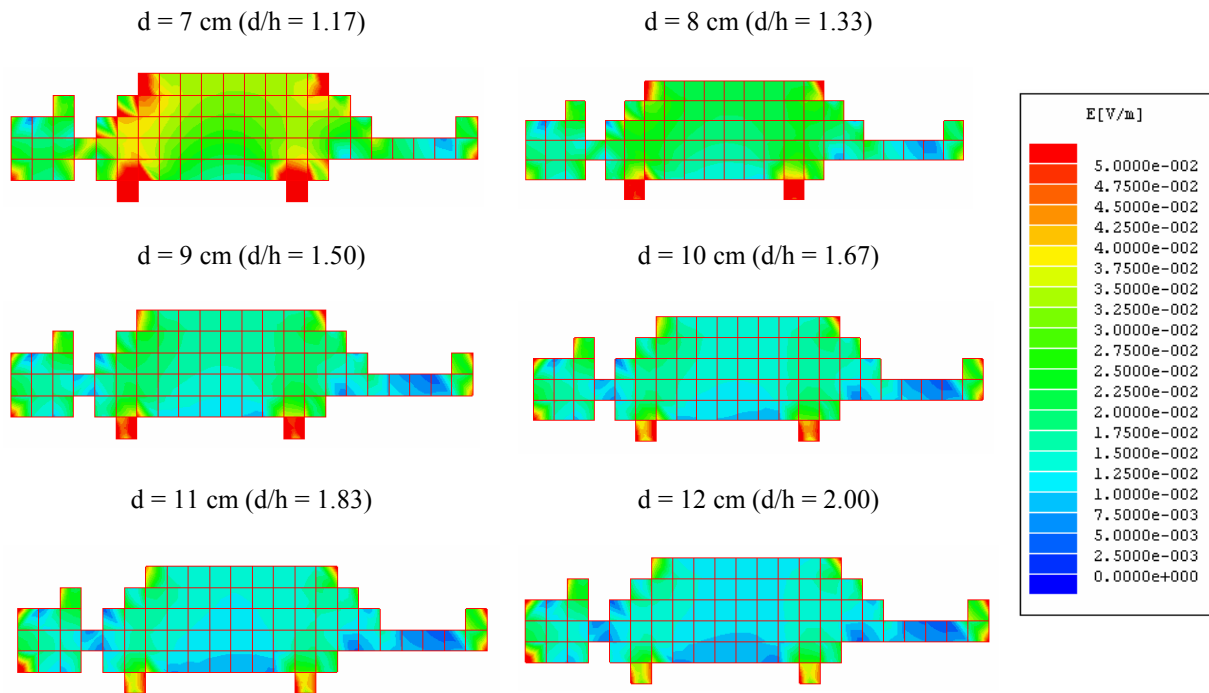 d = 7 cm (d/h = 1.17)
d = 8 cm (d/h = 1.33)
d = 9 cm (d/h = 1.50)
d = 10 cm (d/h = 1.67)
d = 11 cm (d/h = 1.83)
d = 12 cm (d/h = 2.00)
E[V/m]
5.0000e-002
4.7500e-002
4.5000e-002
4.2500e-002
4.0000e-002
3.7500e-002
3.5000e-002
3.2500e-002
3.0000e-002
2.7500e-002
2.5000e-002
2.2500e-002
2.0000e-002
1.7500e-002
1.5000e-002
1.2500e-002
1.0000e-002
7.5000e-003
5.0000e-003
2.5000e-003
0.0000e+000